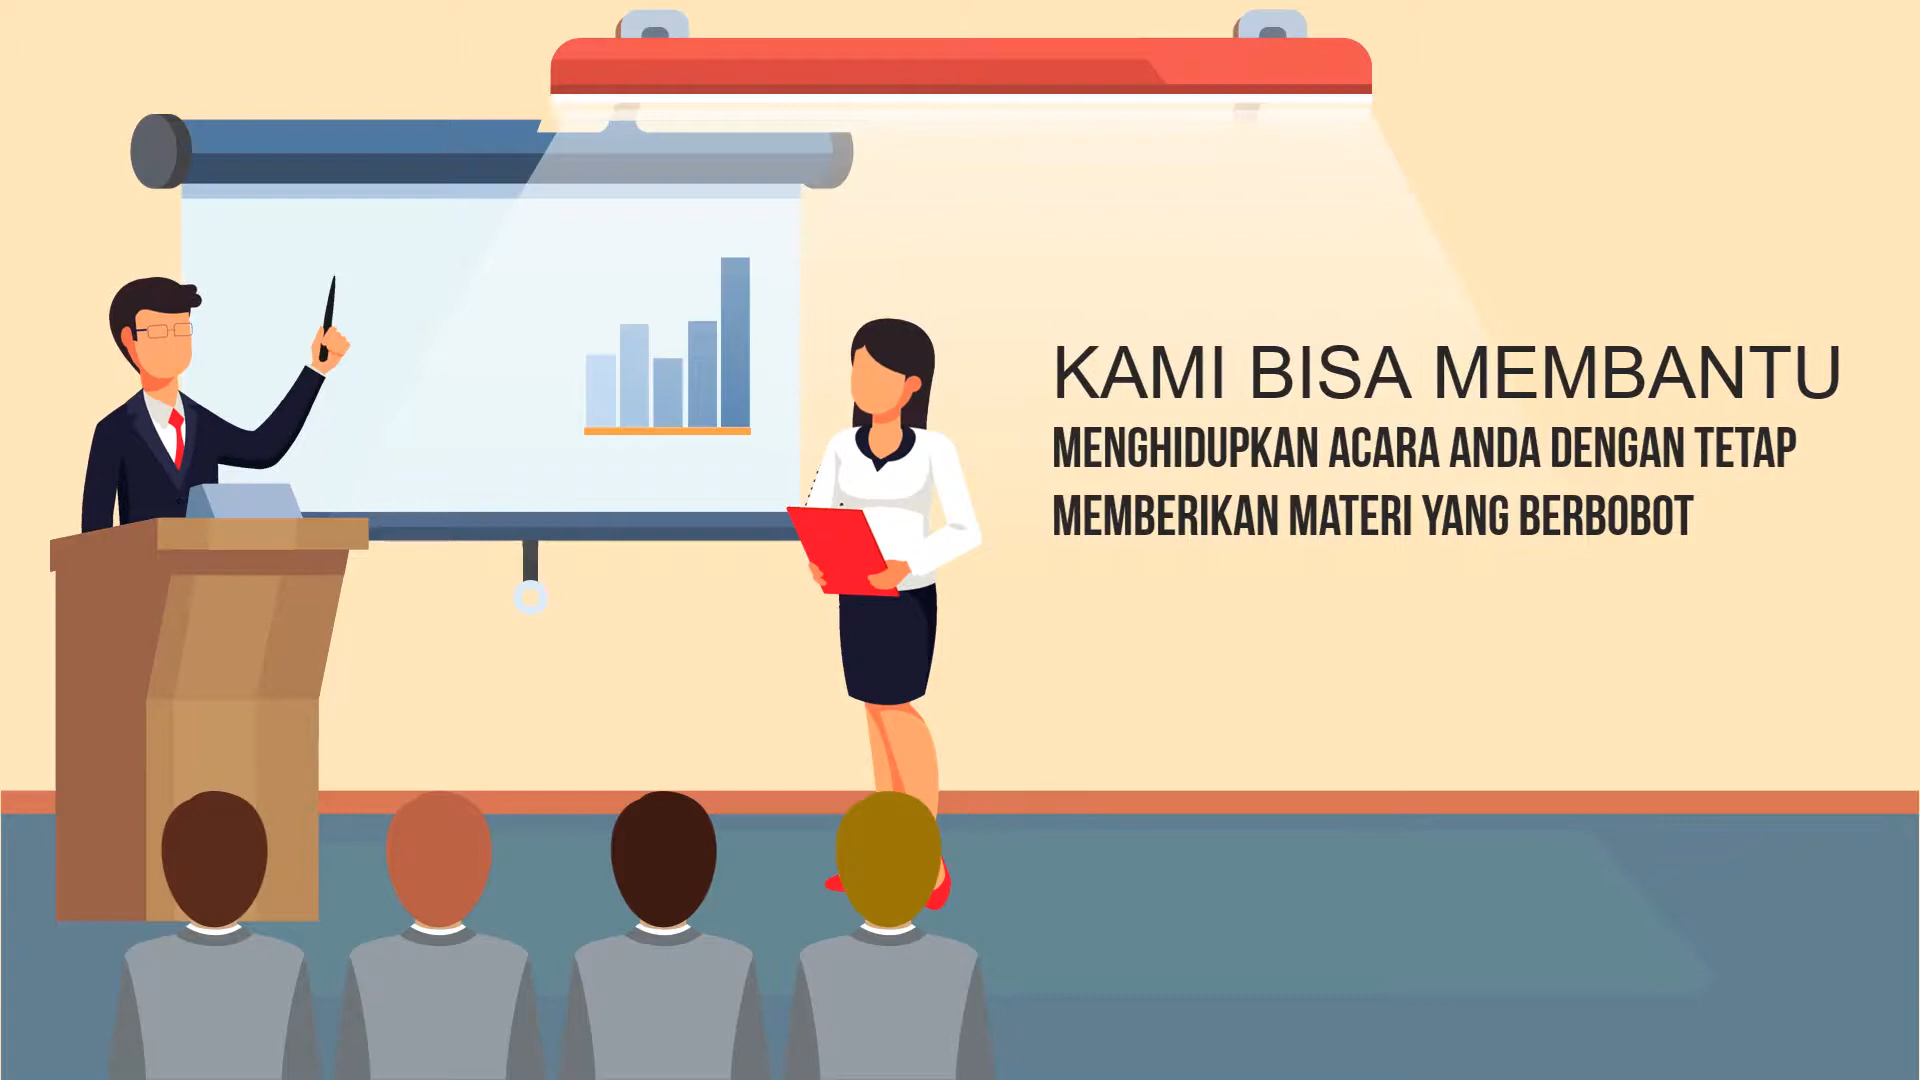 KAMI BISA MEMBANTU
MENGHIDUPKAN ACARA ANDA DENGAN TETAP
MEMBERIKAN MATERI YANG BERBOBOT